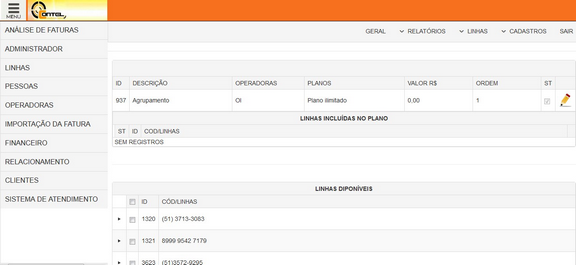 MENU
CONTEL
ANÁLISE DE FATURAS
ADMINISTRADOR
LINHAS
PESSOAS
OPERADORAS
IMPORTAÇÃO DA FATURA
FINANCEIRO
RELACIONAMENTO
CLIENTES
SISTEMA DE ATENDIMENTO
GERAL RELATÓRIOS LINHAS CADASTROS SAIR
ID DESCRIÇÃO OPERADORAS PLANOS VALOR R$ ORDEM ST
937 Agrupamento OI Plano ilimitado 0,00 1
LINHAS INCLUÍDAS NO PLANO
ST ID COD/LINHAS
SEM REGISTROS
LINHAS DIPONÍVEIS
ID CÓD/LINHAS
1320 (51) 3713-3083
1321 8999 9542 7179
3623 (51)3572-9295